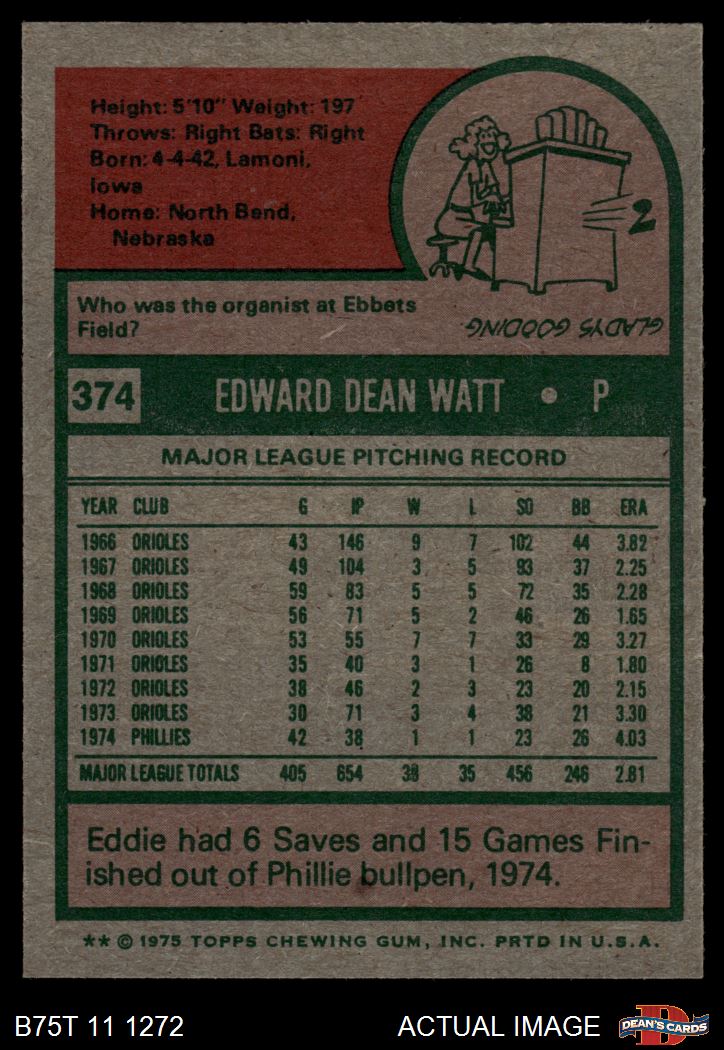 Height: 5'10" Weight: 197
Throws: Right Bats: Right
Born: 4-4-42, Lamoni,
Iowa
Home: North Bend,
Nebraska
2
Who was the organist at Ebbets
Field?
GLADYS GOODING
374 EDWARD DEAN WATT • P
MAJOR LEAGUE PITCHING RECORD
YEAR CLUB G IP W L SO BB ERA
1966 ORIOLES 43 146 9 7 102 44 3.82
1967 ORIOLES 49 104 3 5 93 37 2.25
1968 ORIOLES 59 83 5 5 72 35 2.28
1969 ORIOLES 56 71 5 2 46 26 1.65
1970 ORIOLES 53 55 7 7 33 29 3.27
1971 ORIOLES 35 40 3 1 26 8 1.80
1972 ORIOLES 38 46 2 3 23 20 2.15
1973 ORIOLES 30 71 3 4 38 21 3.30
1974 PHILLIES 42 38 1 1 23 26 4.03
MAJOR LEAGUE TOTALS 405 654 38 35 456 246 2.81
Eddie had 6 Saves and 15 Games Fin-
ished out of Phillie bullpen, 1974.
** © 1975 TOPPS CHEWING GUM, INC. PRTD IN U.S.A.
B75T 11 1272 ACTUAL IMAGE D DEAN'S CARDS